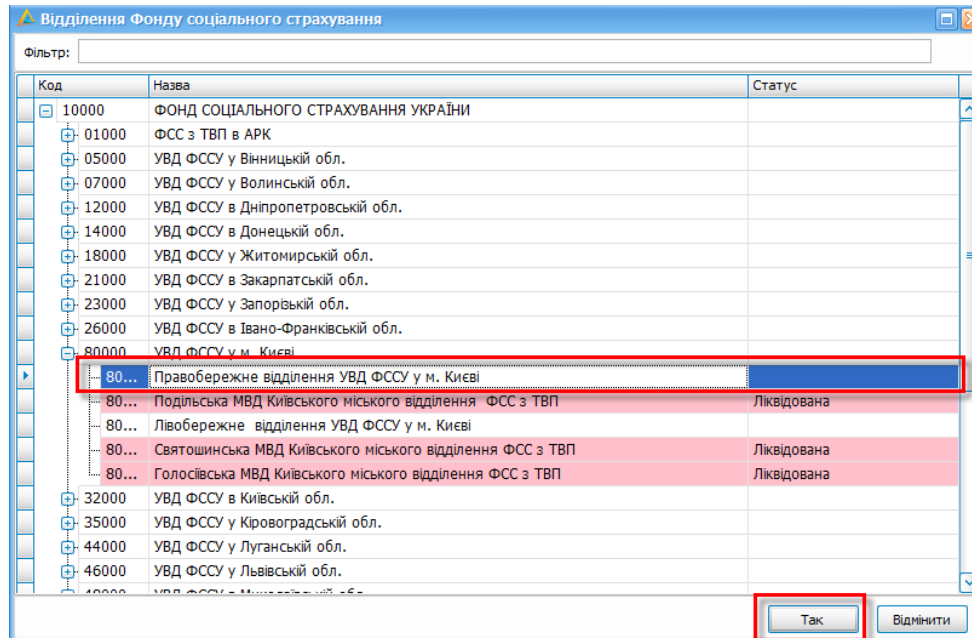 Відділення Фонду соціального страхування
Фільтр:
Код Назва Статус
10000 ФОНД СОЦІАЛЬНОГО СТРАХУВАННЯ УКРАЇНИ
01000 ФСС з ТВП в АРК
05000 УВД ФССУ у Вінницькій обл.
07000 УВД ФССУ у Волинській обл.
12000 УВД ФССУ в Дніпропетровській обл.
14000 УВД ФССУ в Донецькій обл.
18000 УВД ФССУ у Житомирській обл.
21000 УВД ФССУ в Закарпатській обл.
23000 УВД ФССУ у Запорізькій обл.
26000 УВД ФССУ в Івано-Франківській обл.
80000 УВД ФССУ у м. Києві
80... Правобережне відділення УВД ФССУ у м. Києві
80... Подільська МВД Київського міського відділення ФСС з ТВП Ліквідована
80... Лівобережне відділення УВД ФССУ у м. Києві
80... Святошинська МВД Київського міського відділення ФСС з ТВП Ліквідована
80... Голосіївська МВД Київського міського відділення ФСС з ТВП Ліквідована
32000 УВД ФССУ в Київській обл.
35000 УВД ФССУ у Кіровоградській обл.
44000 УВД ФССУ у Луганській обл.
46000 УВД ФССУ у Львівській обл.
Так Відмінити